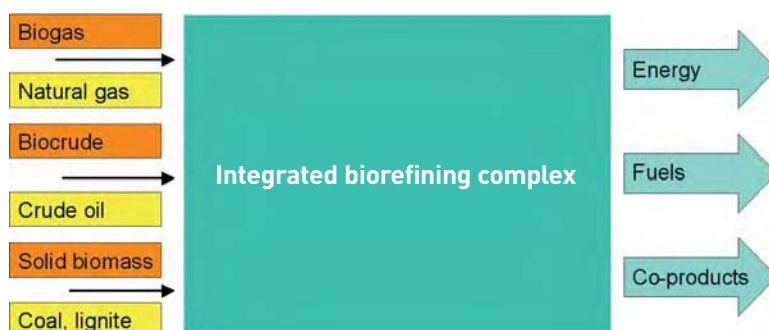 Biogas
Natural gas
Biocrude
Crude oil
Solid biomass
Coal, lignite
Integrated biorefining complex
Energy
Fuels
Co-products